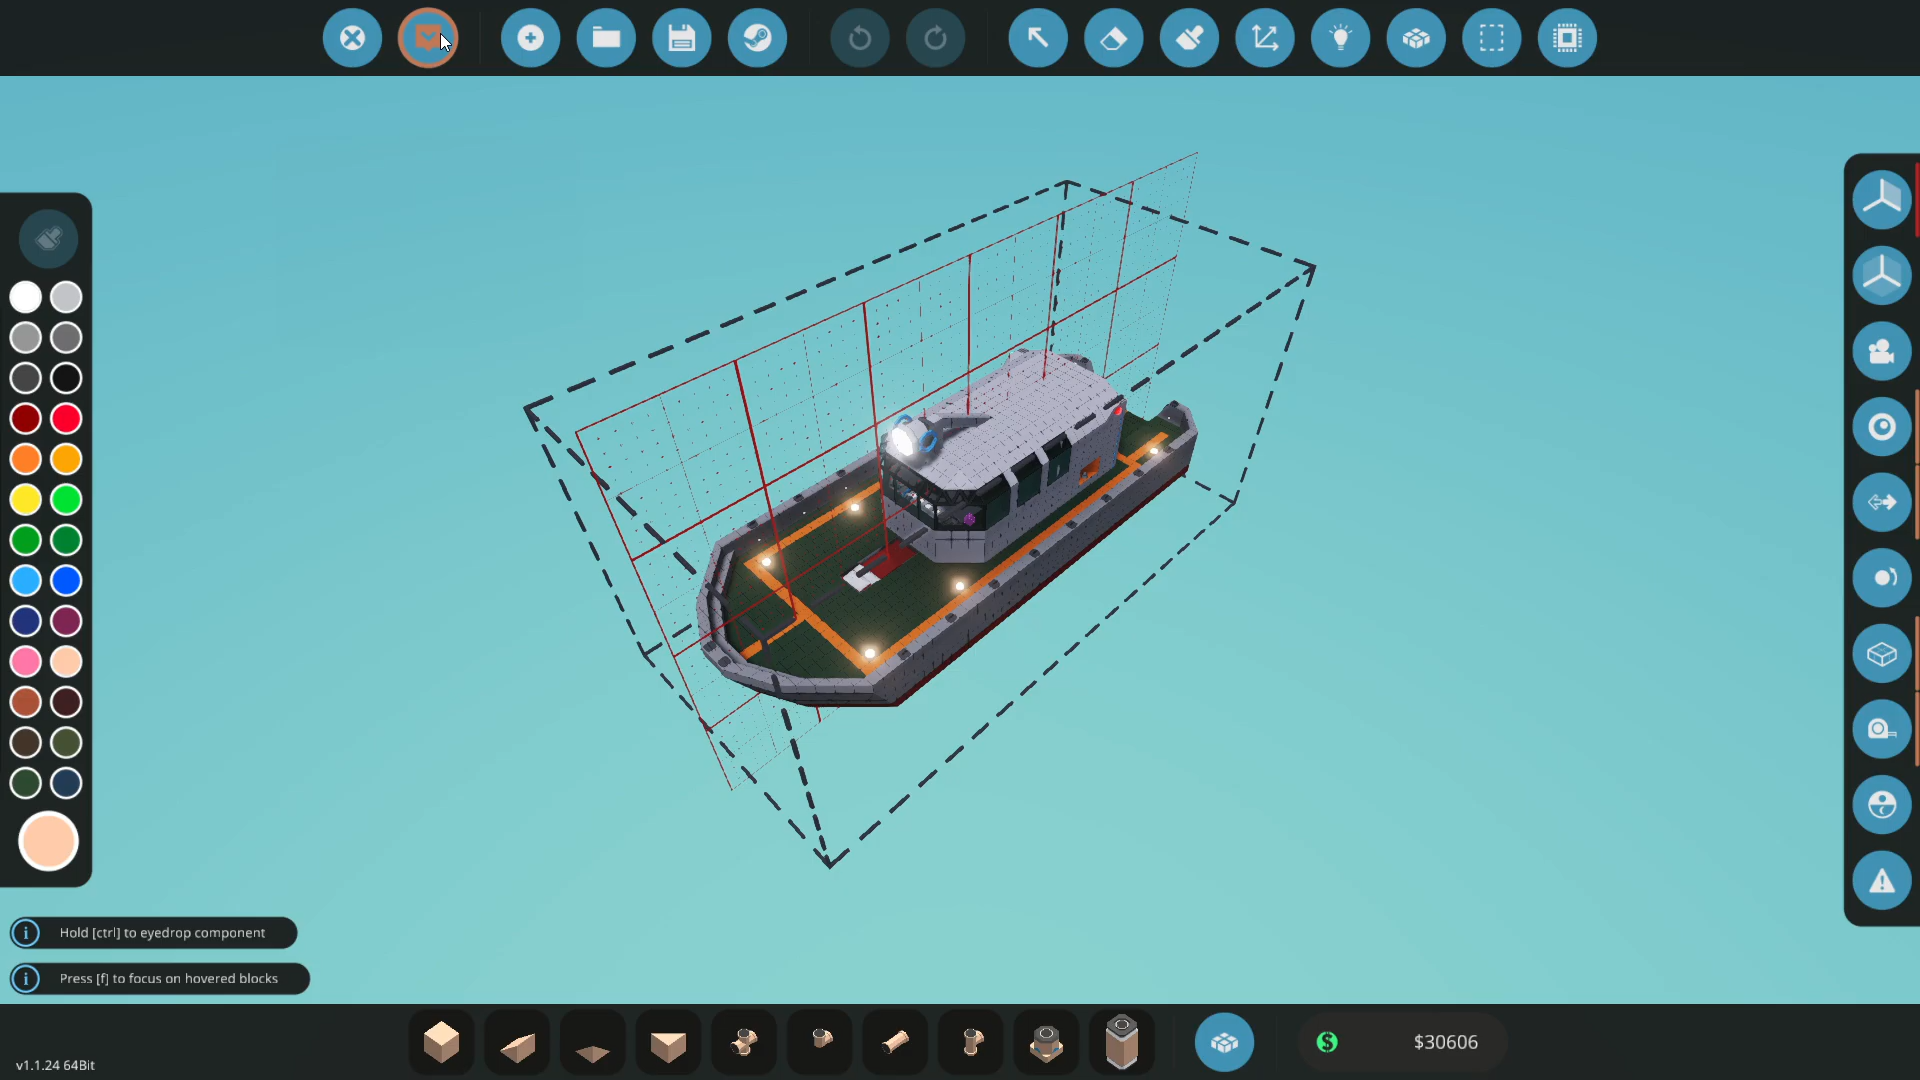 Hold [ctrl] to eyedrop component
Press [f] to focus on hovered blocks
$30606
v1.1.24 64Bit